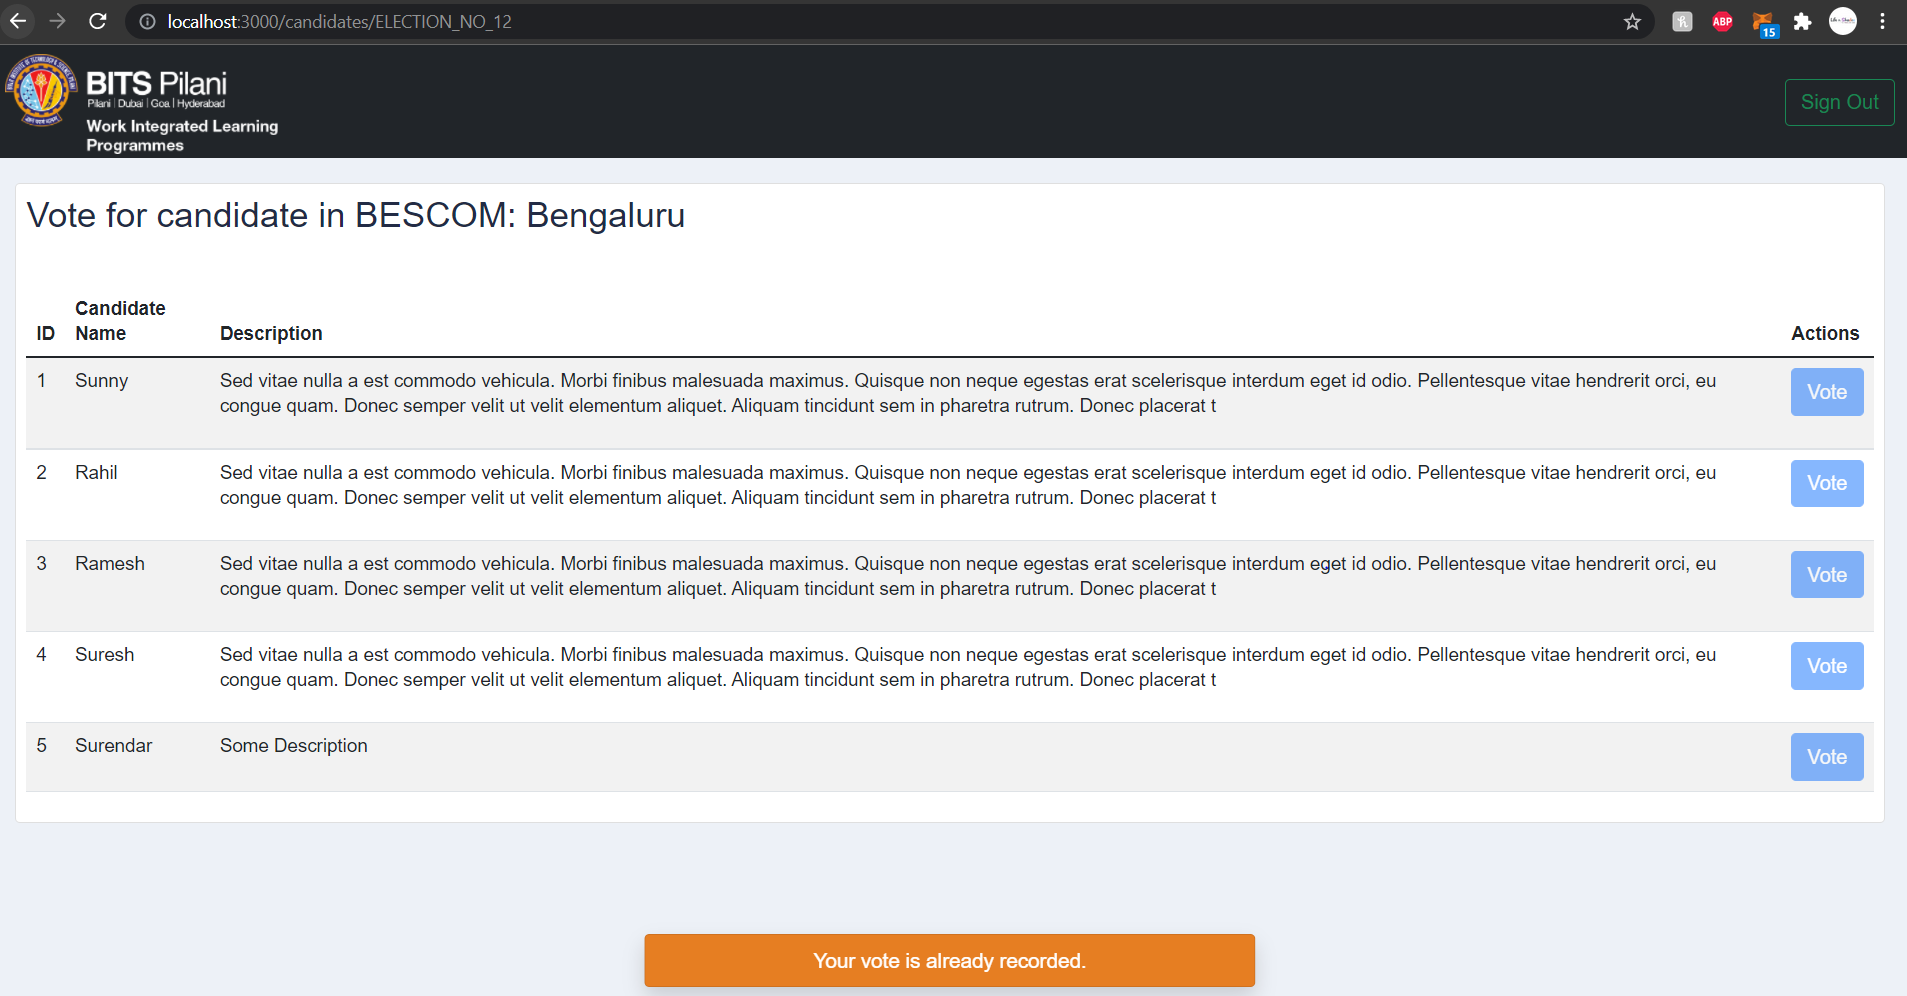 localhost:3000/candidates/ELECTION_NO_12
ABP
15
BITS Pilani
Pilani | Dubai | Goa | Hyderabad
Work Integrated Learning
Programmes
Sign Out
Vote for candidate in BESCOM: Bengaluru
ID Candidate Name Description Actions
1 Sunny Sed vitae nulla a est commodo vehicula. Morbi finibus malesuada maximus. Quisque non neque egestas erat scelerisque interdum eget id odio. Pellentesque vitae hendrerit orci, eu Vote
congue quam. Donec semper velit ut velit elementum aliquet. Aliquam tincidunt sem in pharetra rutrum. Donec placerat t
2 Rahil Sed vitae nulla a est commodo vehicula. Morbi finibus malesuada maximus. Quisque non neque egestas erat scelerisque interdum eget id odio. Pellentesque vitae hendrerit orci, eu Vote
congue quam. Donec semper velit ut velit elementum aliquet. Aliquam tincidunt sem in pharetra rutrum. Donec placerat t
3 Ramesh Sed vitae nulla a est commodo vehicula. Morbi finibus malesuada maximus. Quisque non neque egestas erat scelerisque interdum eget id odio. Pellentesque vitae hendrerit orci, eu Vote
congue quam. Donec semper velit ut velit elementum aliquet. Aliquam tincidunt sem in pharetra rutrum. Donec placerat t
4 Suresh Sed vitae nulla a est commodo vehicula. Morbi finibus malesuada maximus. Quisque non neque egestas erat scelerisque interdum eget id odio. Pellentesque vitae hendrerit orci, eu Vote
congue quam. Donec semper velit ut velit elementum aliquet. Aliquam tincidunt sem in pharetra rutrum. Donec placerat t
5 Surendar Some Description Vote
Your vote is already recorded.